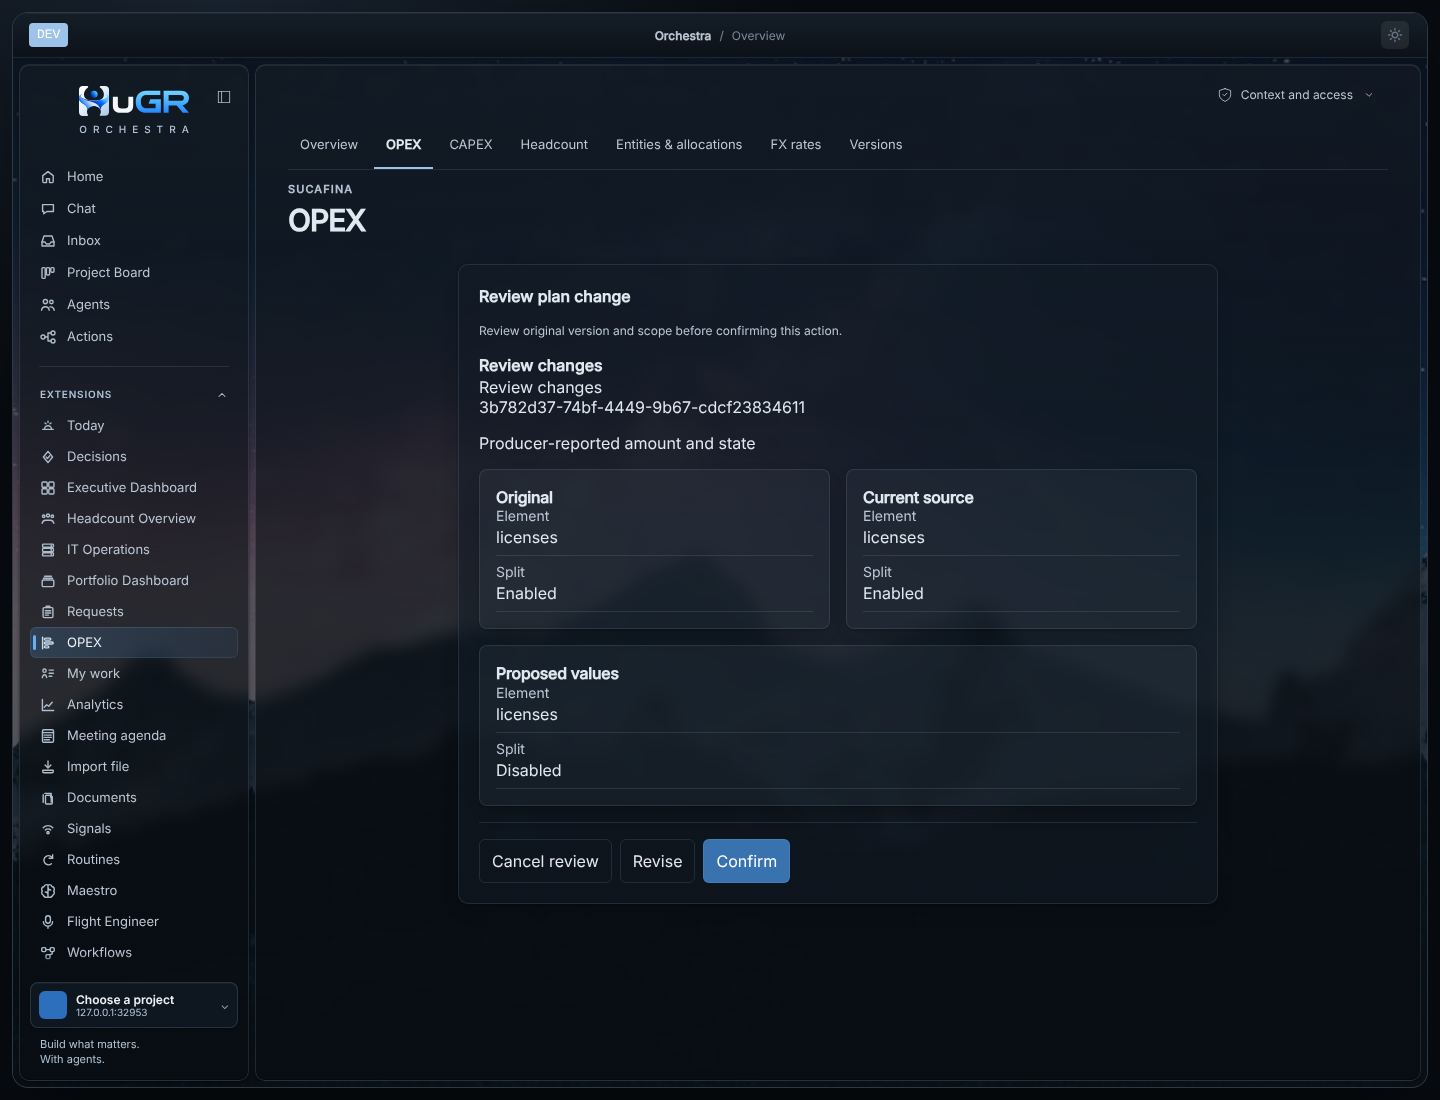 DEV
Orchestra / Overview
HuGR
ORCHESTRA
Home
Chat
Inbox
Project Board
Agents
Actions
EXTENSIONS
Today
Decisions
Executive Dashboard
Headcount Overview
IT Operations
Portfolio Dashboard
Requests
OPEX
My work
Analytics
Meeting agenda
Import file
Documents
Signals
Routines
Maestro
Flight Engineer
Workflows
Choose a project
127.0.0.1:32953
Build what matters.
With agents.
Context and access
Overview OPEX CAPEX Headcount Entities & allocations FX rates Versions
SUCAFINA
OPEX
Review plan change
Review original version and scope before confirming this action.
Review changes
Review changes
3b782d37-74bf-4449-9b67-cdcf23834611
Producer-reported amount and state
Original
Element
licenses
Split
Enabled
Current source
Element
licenses
Split
Enabled
Proposed values
Element
licenses
Split
Disabled
Cancel review Revise Confirm